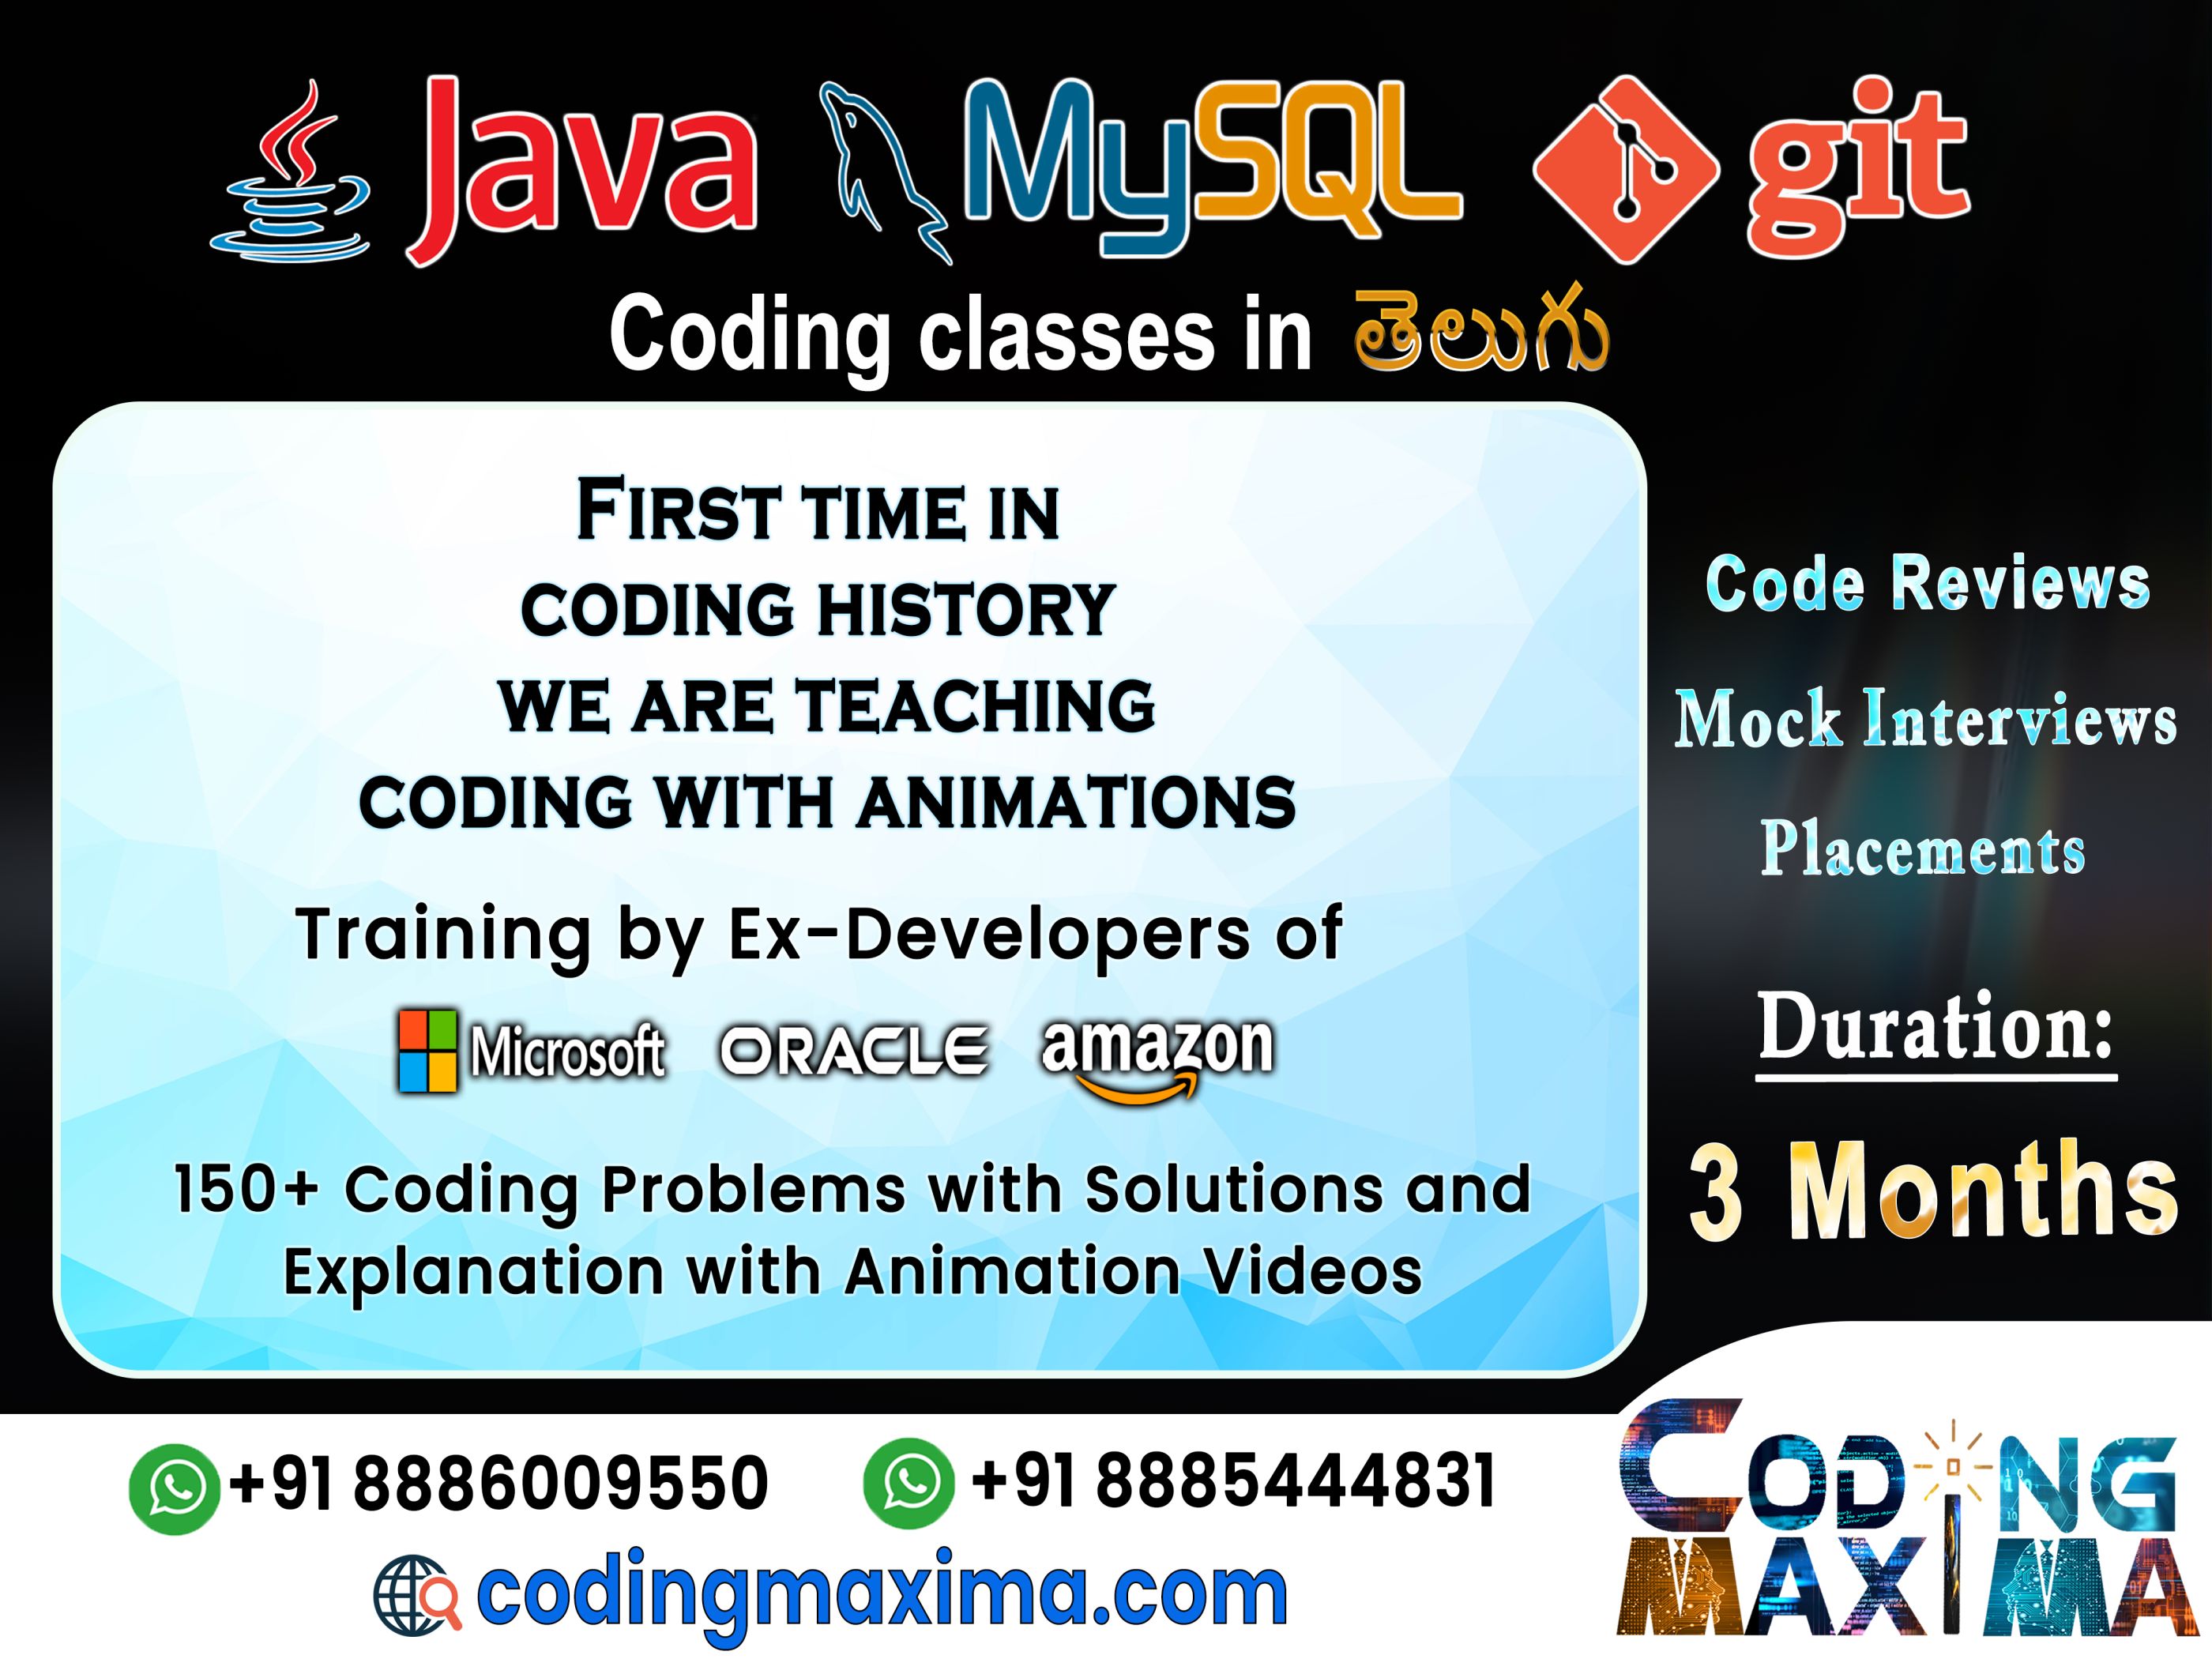 Java MySQL git
Coding classes in తెలుగు
FIRST TIME IN
CODING HISTORY
WE ARE TEACHING
CODING WITH ANIMATIONS
Training by Ex-Developers of
Microsoft ORACLE amazon
150+ Coding Problems with Solutions and
Explanation with Animation Videos
Code Reviews
Mock Interviews
Placements
Duration:
3 Months
+91 8886009550 +91 8885444831
codingmaxima.com
CODING
MAXIMA